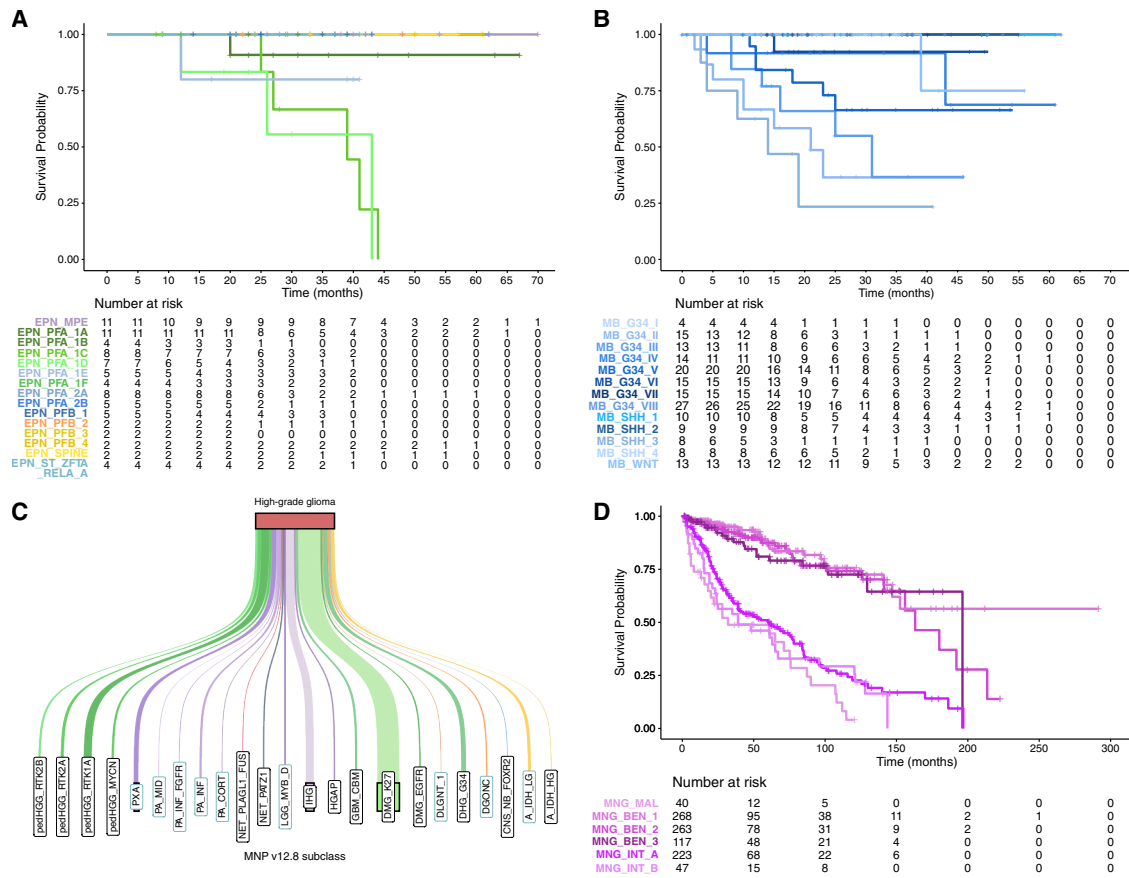 A
1.00
0.75
0.50
0.25
0.00
Survival Probability
0 5 10 15 20 25 30 35 40 45 50 55 60 65 70
Time (months)
Number at risk
EPN_MPE 11 11 10 9 9 9 9 8 7 4 3 2 2 1 1
EPN_PFA_1A 11 11 11 11 11 8 6 5 4 3 2 2 2 1 0
EPN_PFA_1B 4 4 3 3 3 1 1 0 0 0 0 0 0 0 0
EPN_PFA_1C 8 8 7 7 7 6 3 3 2 0 0 0 0 0 0
EPN_PFA_1D 7 7 6 5 4 3 2 1 1 0 0 0 0 0 0
EPN_PFA_1E 5 5 5 4 3 3 3 2 2 0 0 0 0 0 0
EPN_PFA_1F 4 4 4 3 3 3 2 2 0 0 0 0 0 0 0
EPN_PFA_2A 8 8 8 8 8 6 3 2 2 1 1 1 1 0 0
EPN_PFA_2B 5 5 5 5 5 2 2 1 1 0 0 0 0 0 0
EPN_PFB_1 5 5 5 4 4 3 3 1 0 0 0 0 0 0
EPN_PFB_2 2 2 2 2 2 0 0 0 0 0 0 0 0 0 0
EPN_PFB_3 2 2 2 2 2 1 1 0 0 0 0 0 0 0 0
EPN_PFB_4 2 2 2 2 2 2 2 2 2 1 1 1 1 0 0
EPN_SPINE 2 2 2 2 2 2 2 2 2 2 2 1 0 0 0
EPN_ST_ZFTA 4 4 4 4 2 2 2 1 0 0 0 0 0 0 0
_RELA_A
B
1.00
0.75
0.50
0.25
0.00
Survival Probability
0 5 10 15 20 25 30 35 40 45 50 55 60 65 70
Time (months)
Number at risk
MB_G34_I 4 4 4 4 1 1 1 1 0 0 0 0 0 0 0
MB_G34_II 15 13 12 8 6 3 1 1 1 1 0 0 0 0 0
MB_G34_III 13 13 11 8 6 6 3 2 1 1 0 0 0 0 0
MB_G34_IV 14 11 11 10 9 6 6 5 4 2 2 1 1 0 0
MB_G34_V 20 20 20 16 14 11 8 6 5 3 2 0 0 0 0
MB_G34_VI 15 15 15 13 9 6 4 3 2 2 1 0 0 0 0
MB_G34_VII 15 15 15 14 10 7 6 6 3 2 1 0 0 0 0
MB_G34_VIII 27 26 25 22 19 16 11 8 6 4 4 2 1 0 0
MB_SHH_1 10 10 10 8 5 5 4 4 4 1 1 1 1 0 0
MB_SHH_2 9 9 9 9 8 7 4 3 3 1 1 0 0 0 0
MB_SHH_3 8 6 5 3 1 1 1 1 1 0 0 0 0 0 0
MB_SHH_4 8 8 8 8 6 6 5 2 1 1 1 1 0 0 0
MB_WNT 13 13 13 12 12 11 9 5 3 2 2 2 0 0 0
C
High-grade glioma
pedHGG_RTK2B
pedHGG_RTK2A
pedHGG_RTK1A
pedHGG_MYCN
PXA
PA_MID
PA_INF_FGFR
PA_INF
PA_CORT
NET_PLAGL1_FUS
NET_PATZ1
LGG_MYB_D
IHG
HGAP
GBM_CBM
DMG_K27
DMG_EGFR
DLGNT_1
DHG_G34
DGONC
CNS_NB_FOXR2
A_IDH_LG
A_IDH_HG
MNP v12.8 subclass
D
1.00
0.75
0.50
0.25
0.00
Survival Probability
0 50 100 150 200 250 300
Time (months)
Number at risk
MNG_MAL 40 12 5 0 0 0 0
MNG_BEN_1 268 95 38 11 2 1 0
MNG_BEN_2 263 78 31 9 2 0 0
MNG_BEN_3 117 48 21 4 0 0 0
MNG_INT_A 223 68 22 6 0 0 0
MNG_INT_B 47 15 8 0 0 0 0